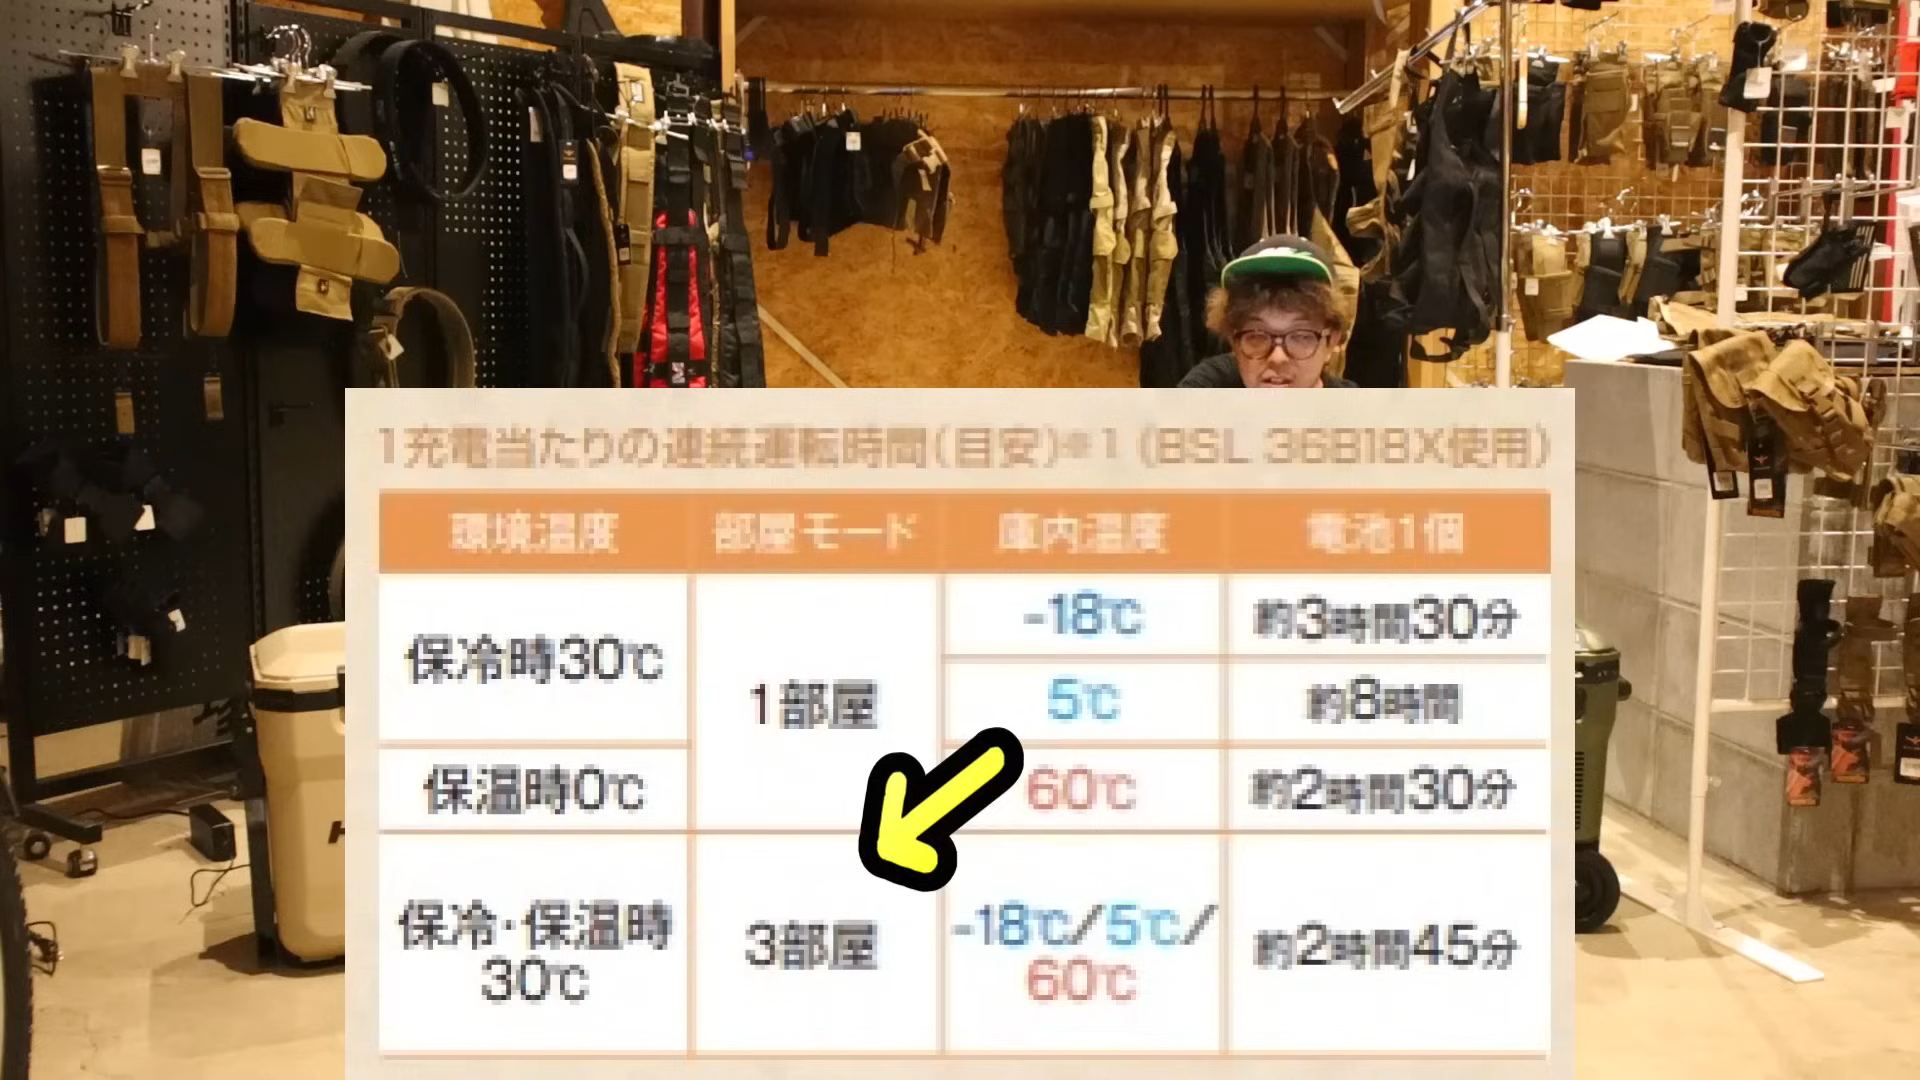 1充電当たりの連続運転時間(目安)※1 (BSL 36B18X使用)
環境温度 部屋モード 庫内温度 電池1個
保冷時30℃ 1部屋 -18℃ 約3時間30分
5℃ 約8時間
保温時0℃ 60℃ 約2時間30分
保冷・保温時
30℃
3部屋
-18℃/5℃/
60℃
約2時間45分